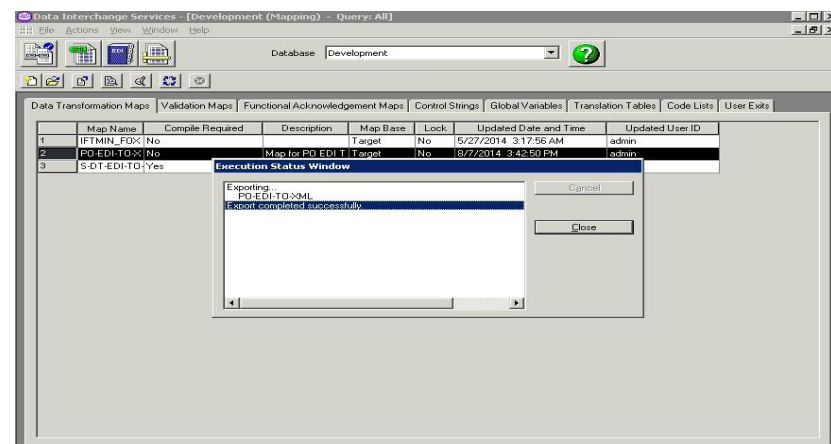 Data Interchange Services - [Development (Mapping) - Query: All]
File Actions View Window Help
EDI
Database Development
Data Transformation Maps Validation Maps Functional Acknowledgement Maps Control Strings Global Variables Translation Tables Code Lists User Exits
Map Name Compile Required Description Map Base Lock Updated Date and Time Updated User ID
1 IFTMIN_FOX No Target No 5/27/2014 3:17:56 AM admin
2 PO-EDI-TO-X No Map for PO EDI T Target No 8/7/2014 3:42:50 PM admin
3 S-DT-EDI-TO- Yes
Execution Status Window
Exporting...
PO-EDI-TO-XML
Export completed successfully.
Cancel
Close